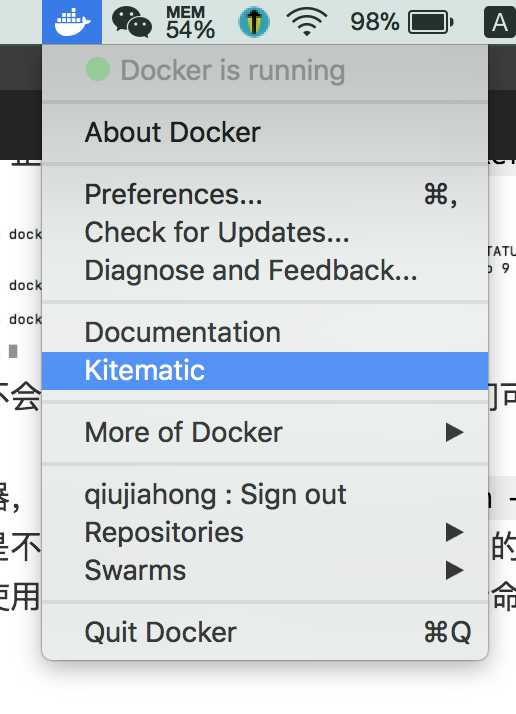 MEM
54%
98%
A
Docker is running
About Docker
Preferences... ⌘,
Check for Updates...
Diagnose and Feedback...
dock
TATU
9
dock
dock
Documentation
Kitematic
不会
More of Docker ▶
器，
qiujiahong : Sign out
是不
的
Repositories ▶
Swarms ▶
使用
命
Quit Docker ⌘Q